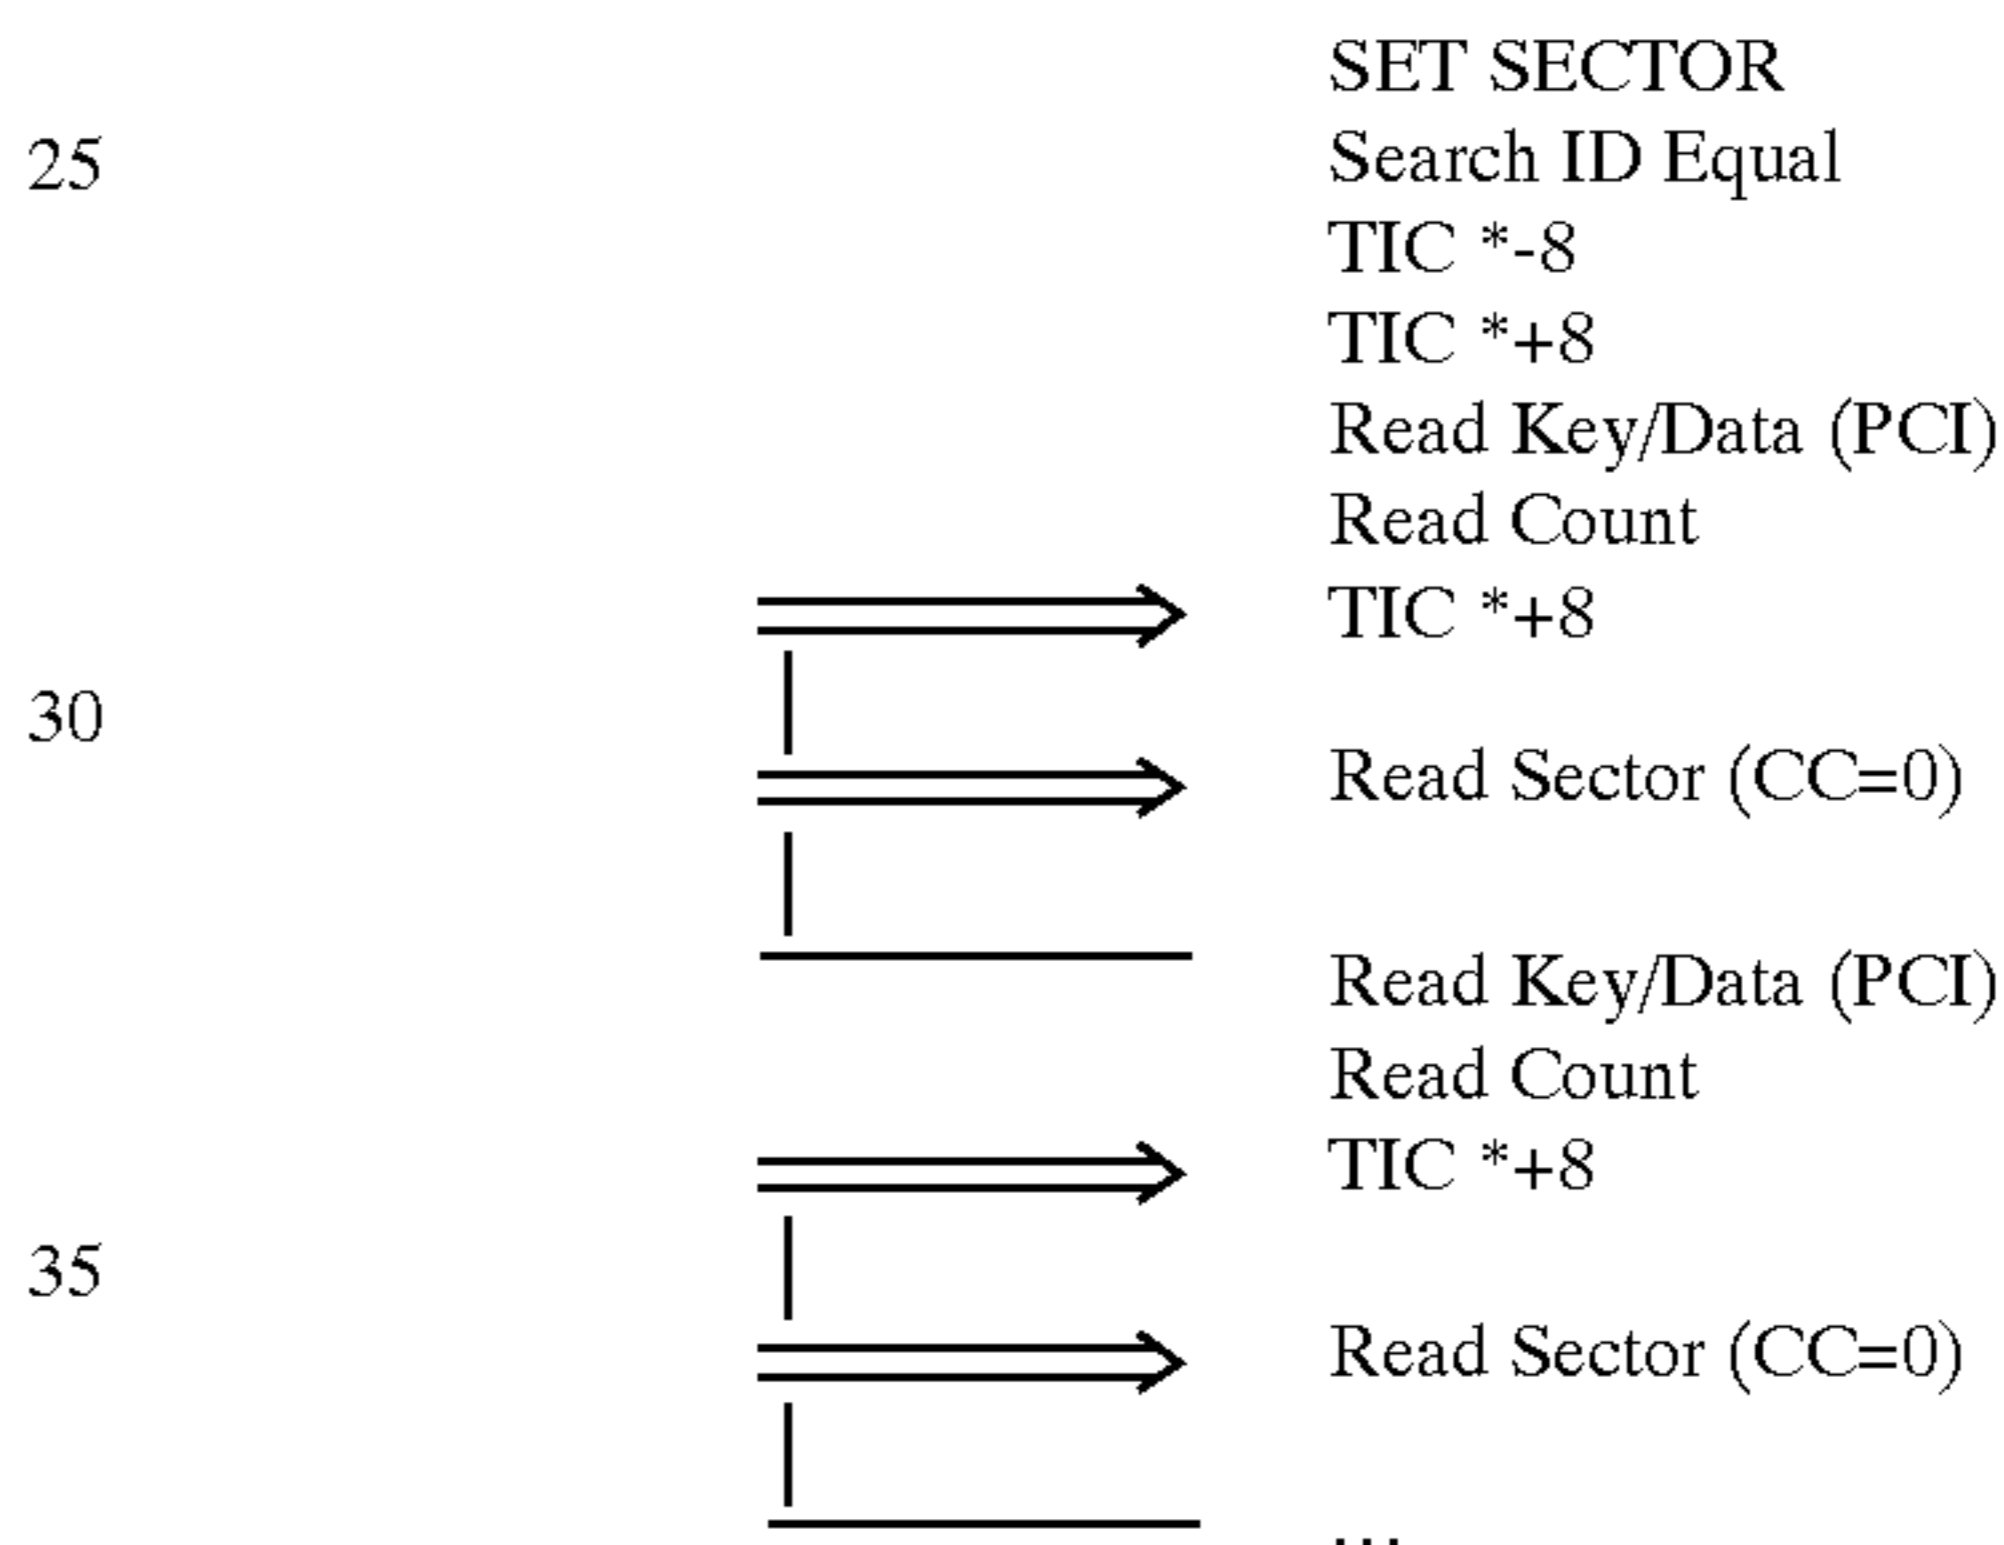 SET SECTOR
25 Search ID Equal
TIC *-8
TIC *+8
Read Key/Data (PCI)
Read Count
TIC *+8
30
Read Sector (CC=0)
Read Key/Data (PCI)
Read Count
TIC *+8
35
Read Sector (CC=0)
...